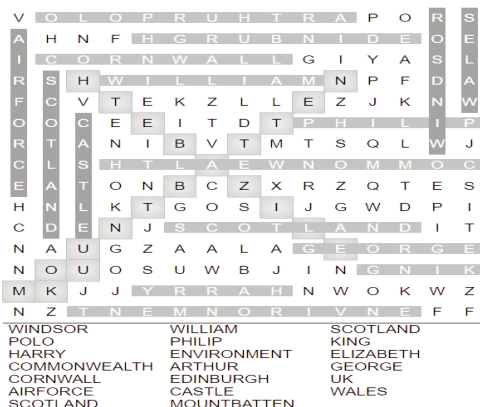 V O L O P R U H T R A P O R S
A H N F H G R U B N I D E O E
I C O R N W A L L G I Y A S L
R S H W I L L I A M N P F D A
F C V T E K Z L L E Z J K N W
O O C E E I T D T P H I L I P
R T A N I B V T M T S Q L W J
C L S H T L A E W N O M M O C
E A T O N B C Z X R Z Q T E S
H N L K T G O S I J G W D P I
C D E N J S C O T L A N D I T
N A U G Z A A L A G E O R G E
N O U O S U W B J I N G N I K
M K J J Y R R A H N W O K W Z
N Z T N E M N O R I V N E F F
WINDSOR WILLIAM SCOTLAND
POLO PHILIP KING
HARRY ENVIRONMENT ELIZABETH
COMMONWEALTH ARTHUR GEORGE
CORNWALL EDINBURGH UK
AIRFORCE CASTLE WALES
SCOTLAND MOUNTBATTEN